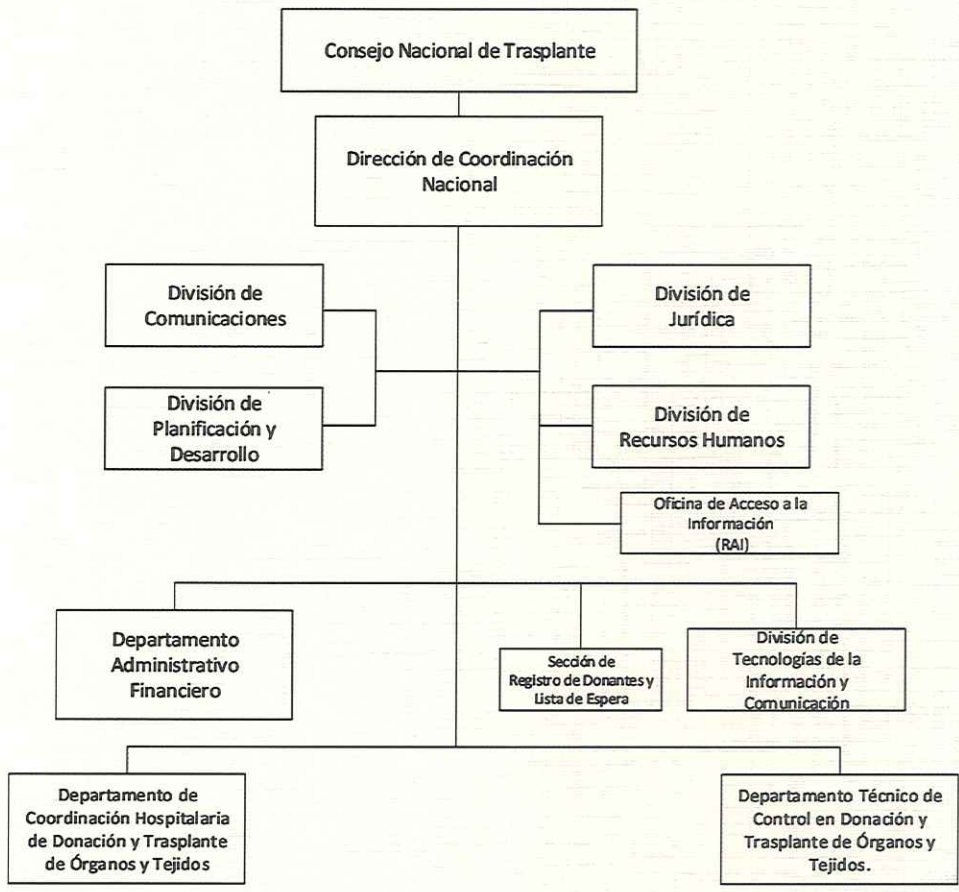 Consejo Nacional de Trasplante
Dirección de Coordinación
Nacional
División de
Comunicaciones
División de
Jurídica
División de
Planificación y
Desarrollo
División de
Recursos Humanos
Oficina de Acceso a la
Información
(RAI)
Departamento
Administrativo
Financiero
Sección de
Registro de Donantes y
Lista de Espera
División de
Tecnologías de la
Información y
Comunicación
Departamento de
Coordinación Hospitalaria
de Donación y Trasplante
de Órganos y Tejidos
Departamento Técnico de
Control en Donación y
Trasplante de Órganos y
Tejidos.